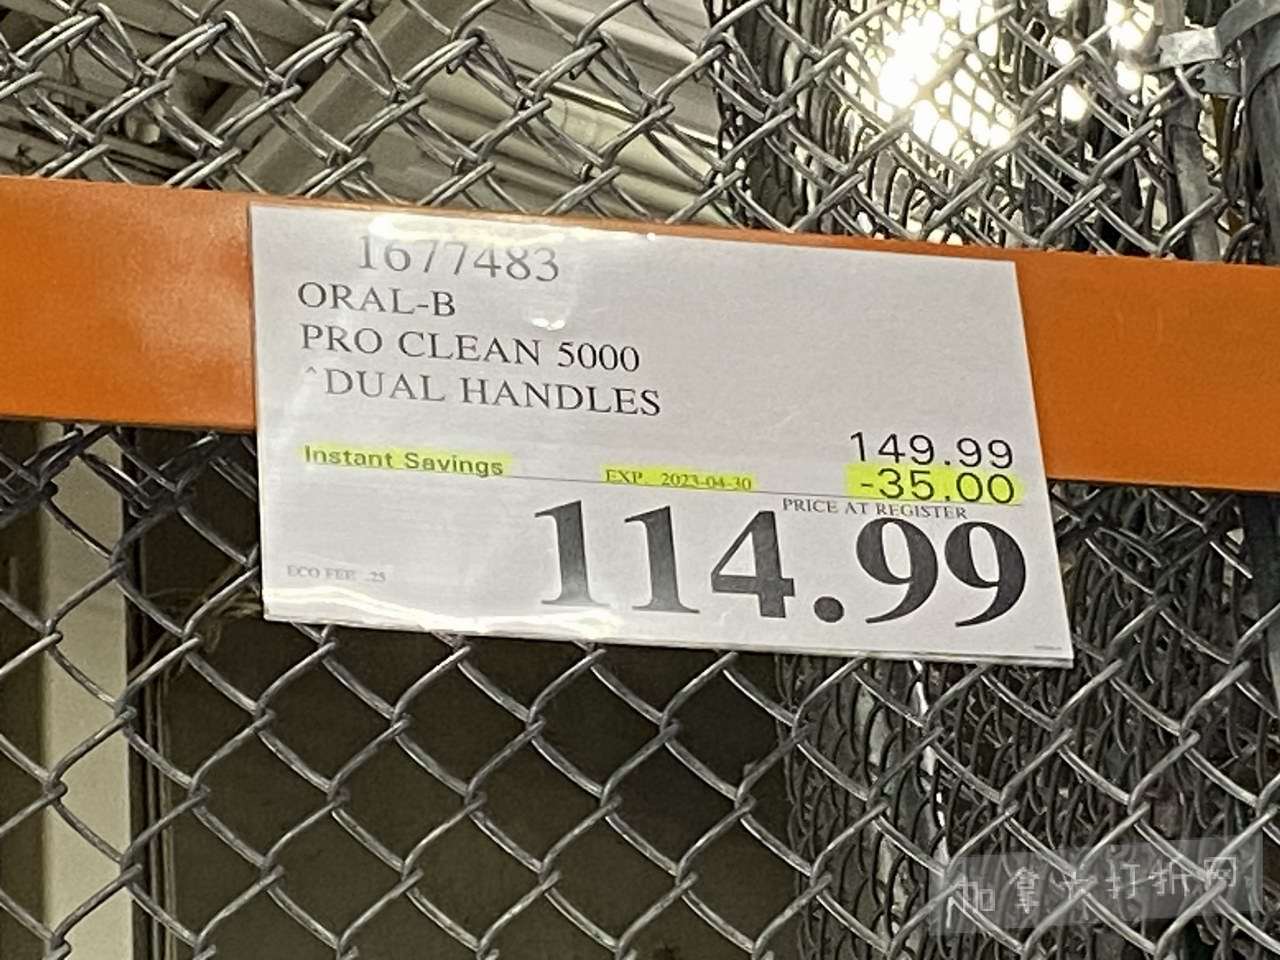 1677483
ORAL-B
PRO CLEAN 5000
^DUAL HANDLES
149.99
Instant Savings EXP. 2023-04-30 -35.00
PRICE AT REGISTER
114.99
ECO FEE .25
加拿大打折网